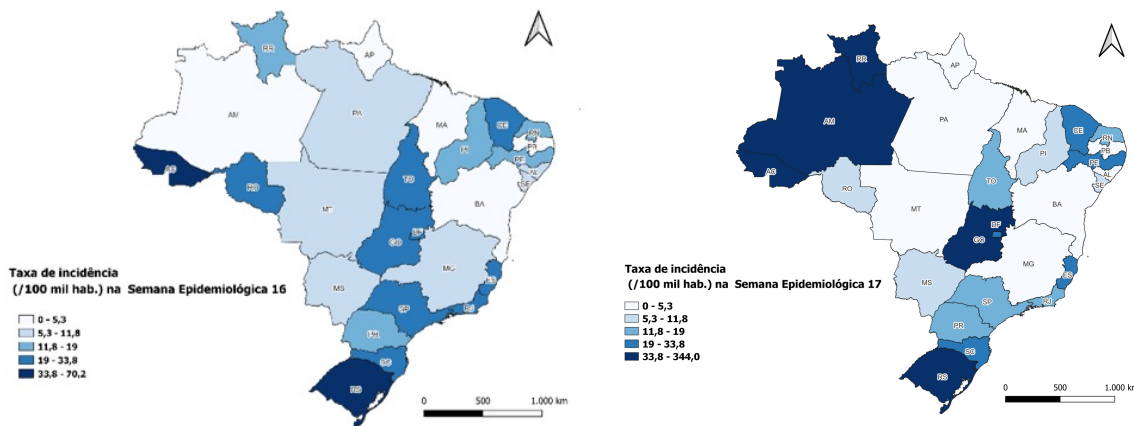 RR
AP
AM
PA
MA
CE
RN
PB
PI
PE
AL
SE
AC
RO
TO
BA
MT
DF
GO
MG
MS
ES
SP
RJ
PR
SC
RS
Taxa de incidência
(/100 mil hab.) na Semana Epidemiológica 16
0 - 5,3
5,3 - 11,8
11,8 - 19
19 - 33,8
33,8 - 70,2
0 500 1.000 km
RR
AP
AM
PA
MA
CE
RN
PB
PI
PE
AL
SE
AC
RO
TO
BA
MT
DF
GO
MG
MS
ES
SP
RJ
PR
SC
RS
Taxa de incidência
(/100 mil hab.) na Semana Epidemiológica 17
0 - 5,3
5,3 - 11,8
11,8 - 19
19 - 33,8
33,8 - 344,0
0 500 1.000 km